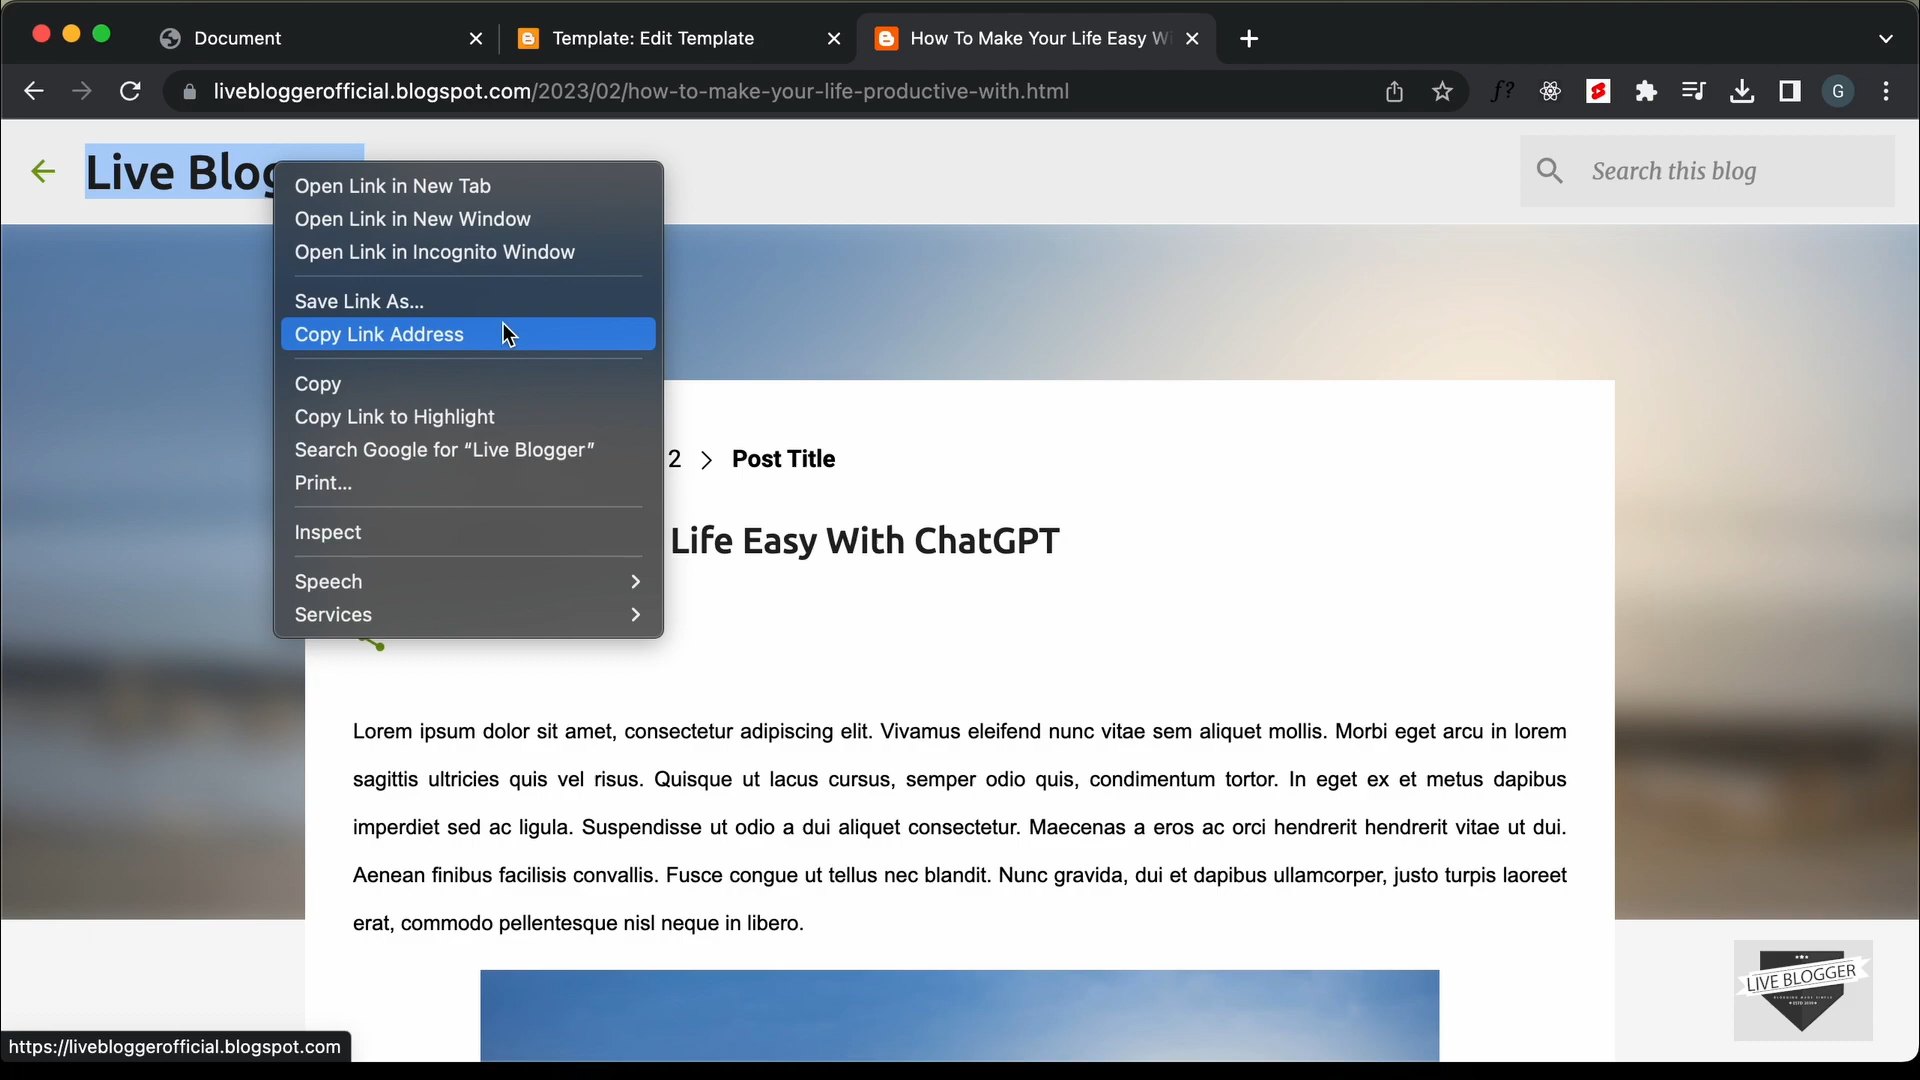 Document
Template: Edit Template
How To Make Your Life Easy W
livebloggerofficial.blogspot.com/2023/02/how-to-make-your-life-productive-with.html
f?
G
Live Blog
Search this blog
Open Link in New Tab
Open Link in New Window
Open Link in Incognito Window
Save Link As...
Copy Link Address
Copy
Copy Link to Highlight
Search Google for “Live Blogger”
Print...
Inspect
Speech
Services
2 > Post Title
Life Easy With ChatGPT
Lorem ipsum dolor sit amet, consectetur adipiscing elit. Vivamus eleifend nunc vitae sem aliquet mollis. Morbi eget arcu in lorem
sagittis ultricies quis vel risus. Quisque ut lacus cursus, semper odio quis, condimentum tortor. In eget ex et metus dapibus
imperdiet sed ac ligula. Suspendisse ut odio a dui aliquet consectetur. Maecenas a eros ac orci hendrerit hendrerit vitae ut dui.
Aenean finibus facilisis convallis. Fusce congue ut tellus nec blandit. Nunc gravida, dui et dapibus ullamcorper, justo turpis laoreet
erat, commodo pellentesque nisl neque in libero.
LIVE BLOGGER
https://livebloggerofficial.blogspot.com